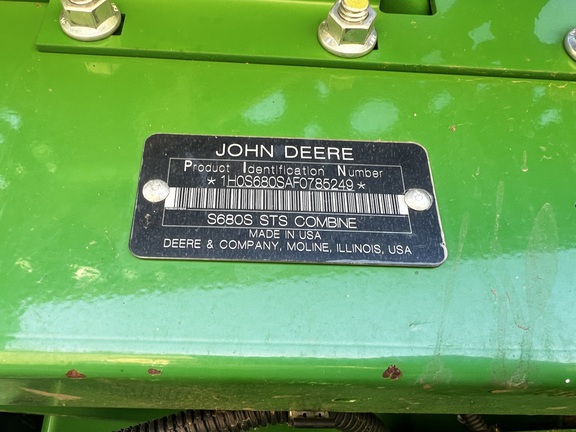 JOHN DEERE
Product Identification Number
*1H0S680SAF0785249*
S680S STS COMBINE
MADE IN USA
DEERE & COMPANY, MOLINE, ILLINOIS, USA